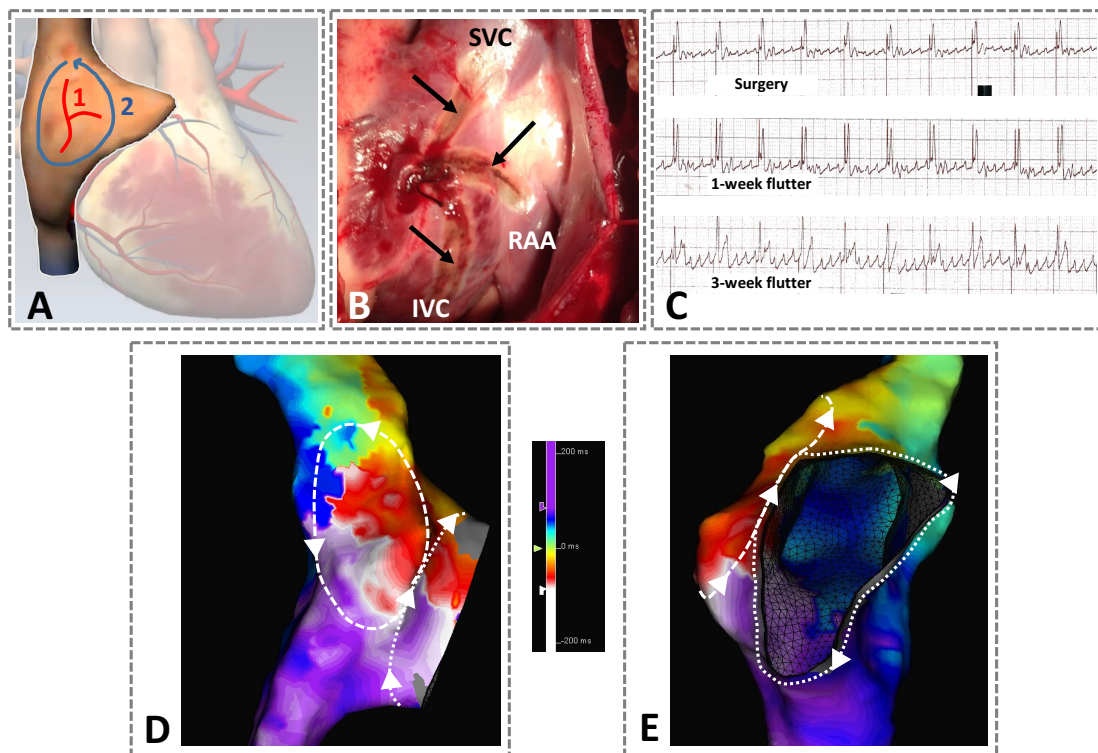 1
2
A
SVC
RAA
IVC
B
Surgery
1-week flutter
3-week flutter
C
D
200 ms
0 ms
-200 ms
E